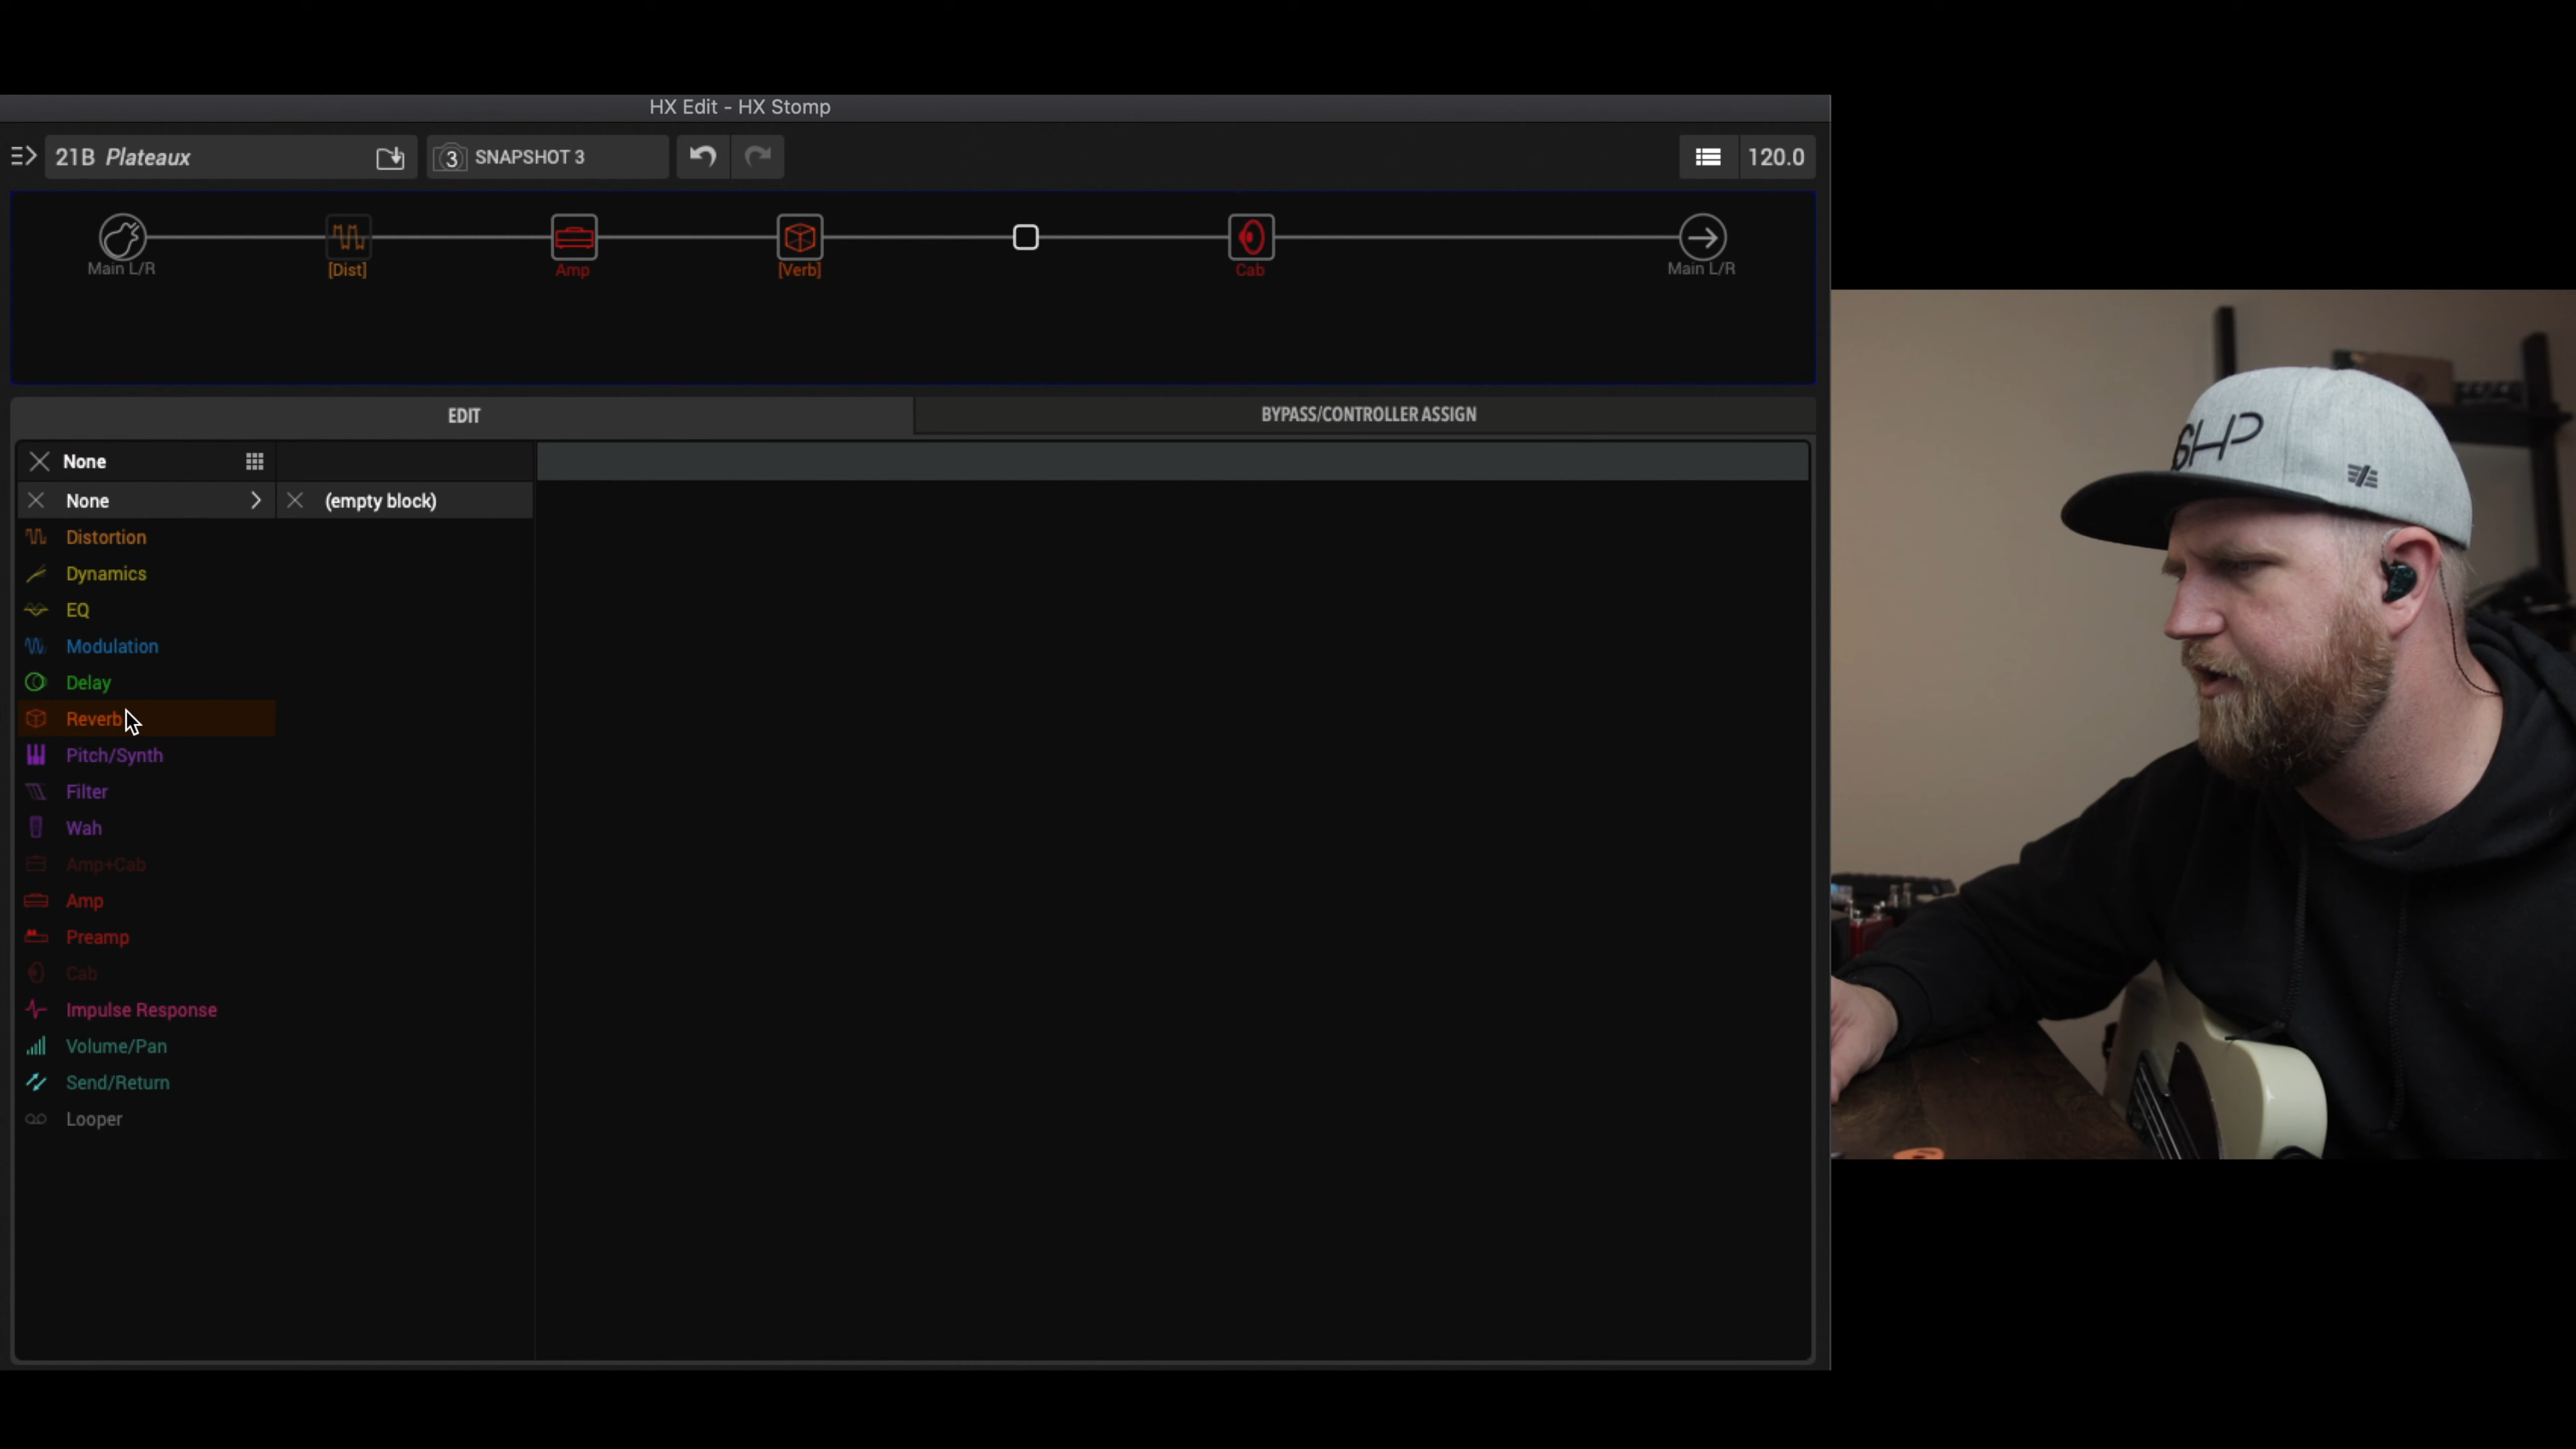 HX Edit - HX Stomp
21B Plateaux
3 SNAPSHOT 3
120.0
Main L/R
[Dist]
Amp
[Verb]
Cab
Main L/R
EDIT
BYPASS/CONTROLLER ASSIGN
None
None
(empty block)
Distortion
Dynamics
EQ
Modulation
Delay
Reverb
Pitch/Synth
Filter
Wah
Amp+Cab
Amp
Preamp
Cab
Impulse Response
Volume/Pan
Send/Return
Looper
6HP